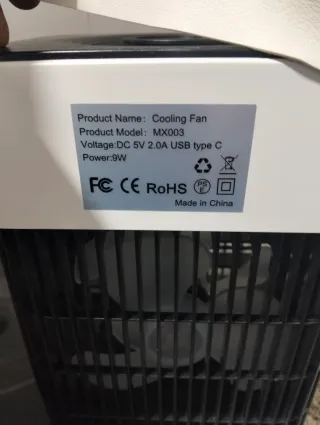 Product Name: Cooling Fan
Product Model: MX003
Voltage:DC 5V 2.0A USB type C
Power:9W
FC CE RoHS PS E
Made in China